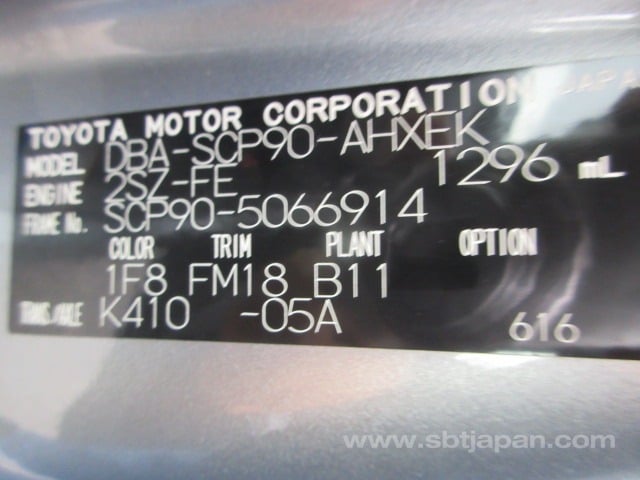 TOYOTA MOTOR CORPORATION JAPAN
MODEL DBA-SCP90-AHXEK
ENGINE 2SZ-FE 1296 mL
FRAME No. SCP90-5066914
COLOR TRIM PLANT OPTION
1F8 FM18 B11
TRANS/AXLE K410 -05A
616
www.sbtjapan.com